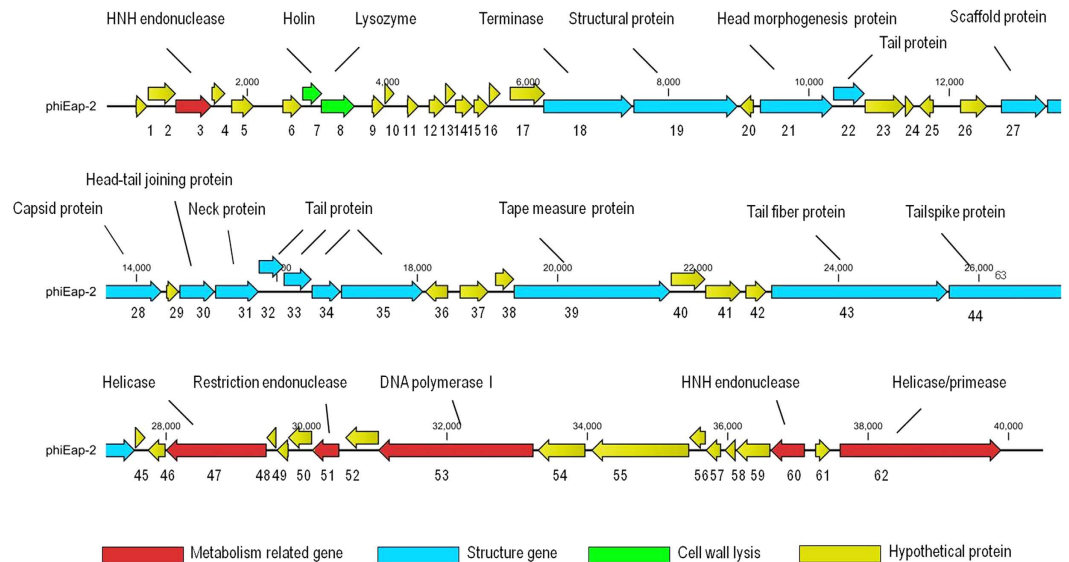 HNH endonuclease Holin Lysozyme Terminase Structural protein Head morphogenesis protein Scaffold protein
Tail protein
2,000 4,000 6,000 8,000 10,000 12,000
phiEap-2
1 2 3 4 5 6 7 8 9 10 11 12 13 14 15 16 17 18 19 20 21 22 23 24 25 26 27
Head-tail joining protein
Capsid protein Neck protein Tail protein Tape measure protein Tail fiber protein Tailspike protein
14,000 18,000 20,000 22,000 24,000 26,000 63
phiEap-2
28 29 30 31 32 33 34 35 36 37 38 39 40 41 42 43 44
Helicase Restriction endonuclease DNA polymerase I HNH endonuclease Helicase/primease
28,000 30,000 32,000 34,000 36,000 38,000 40,000
phiEap-2
45 46 47 48 49 50 51 52 53 54 55 56 57 58 59 60 61 62
Metabolism related gene Structure gene Cell wall lysis Hypothetical protein